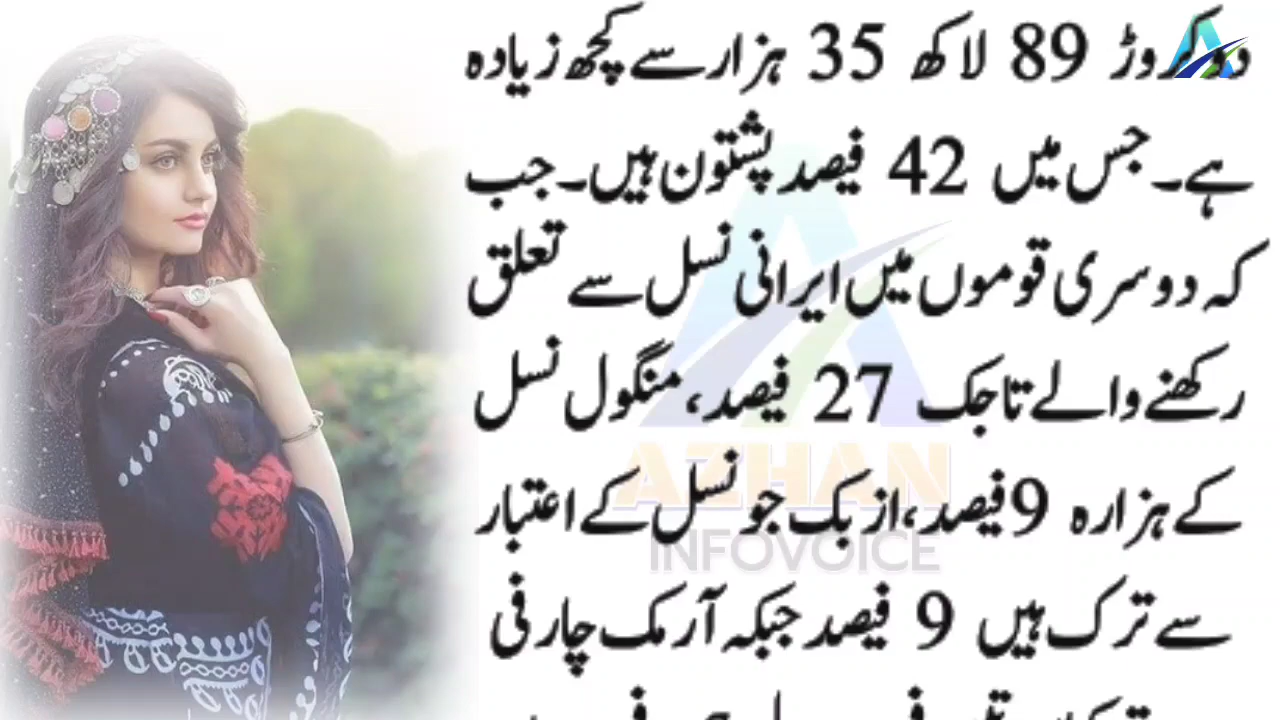 دو کروڑ 89 لاکھ 35 ہزار سے کچھ زیادہ
ہے۔ جس میں 42 فیصد پشتون ہیں۔ جب
کہ دوسری قوموں میں ایرانی نسل سے تعلق
رکھنے والے تاجک 27 فیصد، منگول نسل
کے ہزارہ 9 فیصد، ازبک جو نسل کے اعتبار
سے ترک ہیں 9 فیصد جبکہ آرمک چار فی
AZHAN
INFOVOICE